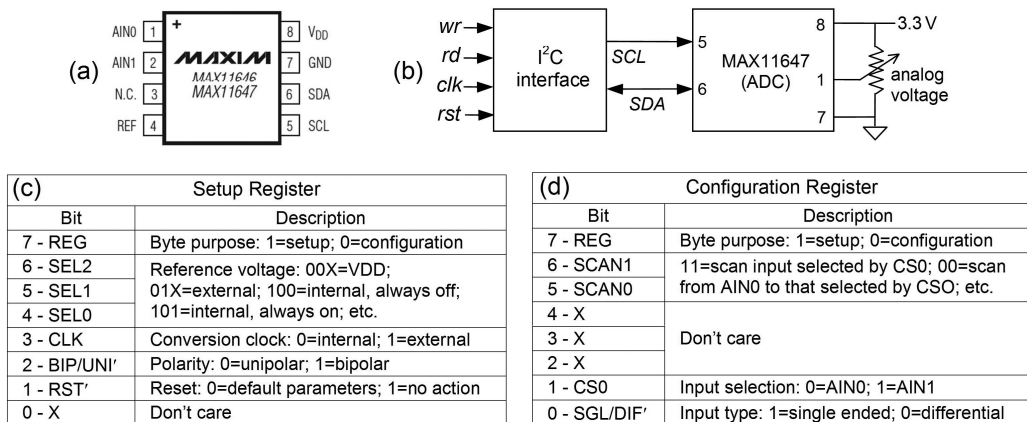 (a)
AIN0 1
AIN1 2
N.C. 3
REF 4
+
MAXIM
MAX11646
MAX11647
8 VDD
7 GND
6 SDA
5 SCL
(b)
wr
rd
clk
rst
I²C
interface
SCL
SDA
5
6
MAX11647
(ADC)
8
1
7
3.3 V
analog
voltage
(c) Setup Register
Bit Description
7 - REG Byte purpose: 1=setup; 0=configuration
6 - SEL2 Reference voltage: 00X=VDD;
5 - SEL1 01X=external; 100=internal, always off;
4 - SEL0 101=internal, always on; etc.
3 - CLK Conversion clock: 0=internal; 1=external
2 - BIP/UNI′ Polarity: 0=unipolar; 1=bipolar
1 - RST′ Reset: 0=default parameters; 1=no action
0 - X Don’t care
(d) Configuration Register
Bit Description
7 - REG Byte purpose: 1=setup; 0=configuration
6 - SCAN1 11=scan input selected by CS0; 00=scan
5 - SCAN0 from AIN0 to that selected by CSO; etc.
4 - X
3 - X Don’t care
2 - X
1 - CS0 Input selection: 0=AIN0; 1=AIN1
0 - SGL/DIF′ Input type: 1=single ended; 0=differential